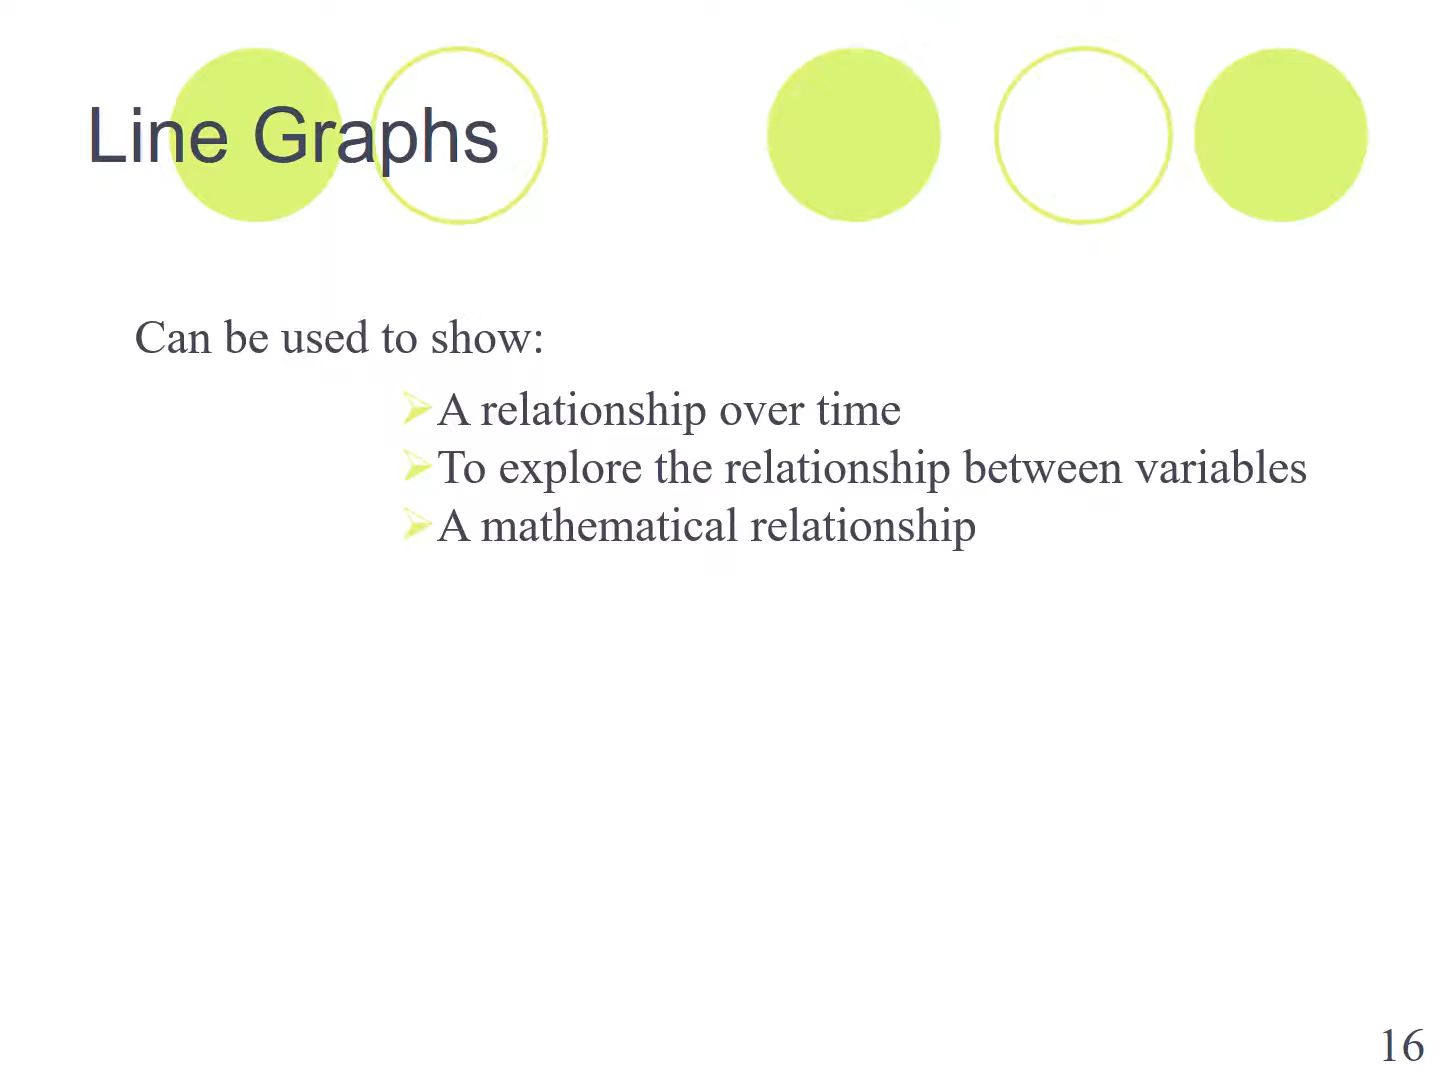 Line Graphs
Can be used to show:
A relationship over time
To explore the relationship between variables
A mathematical relationship
16